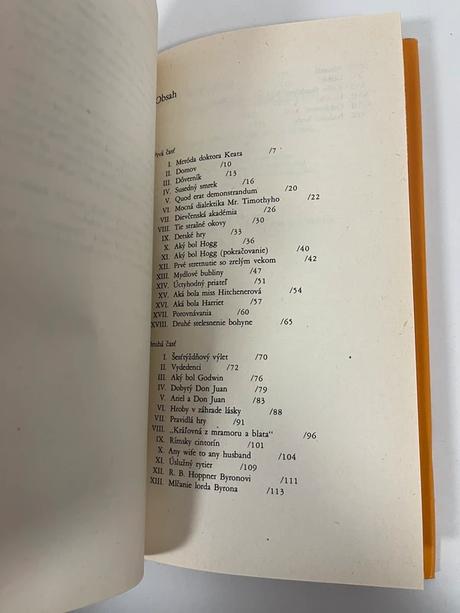 Obsah
Prvá časť
I. Metóda doktora Keata /7
II. Domov /10
III. Dôverník /13
IV. Susedný smrek /16
V. Quod erat demonstrandum /20
VI. Mocná dialektika Mr. Timothyho /22
VII. Dievčenská akadémia /26
VIII. Tie strašné okovy /30
IX. Detské hry /33
X. Aký bol Hogg /36
XI. Aký bol Hogg (pokračovanie) /40
XII. Prvé stretnutie so zrelým vekom /42
XIII. Mydlové bubliny /47
XIV. Úctyhodný priateľ /51
XV. Aká bola miss Hitchenerová /54
XVI. Aká bola Harriet /57
XVII. Porovnávania /60
XVIII. Druhé stelesnenie bohyne /65
Druhá časť
I. Šesťtýždňový výlet /70
II. Vydedenci /72
III. Aký bol Godwin /76
IV. Dobytý Don Juan /79
V. Ariel a Don Juan /83
VI. Hroby v záhrade lásky /88
VII. Pravidlá hry /91
VIII. „Kráľovná z mramoru a blata“ /96
IX. Rímsky cintorín /101
X. Any wife to any husband /104
XI. Úslužný rytier /109
XII. R. B. Hoppner Byronovi /111
XIII. Mlčanie lorda Byrona /113